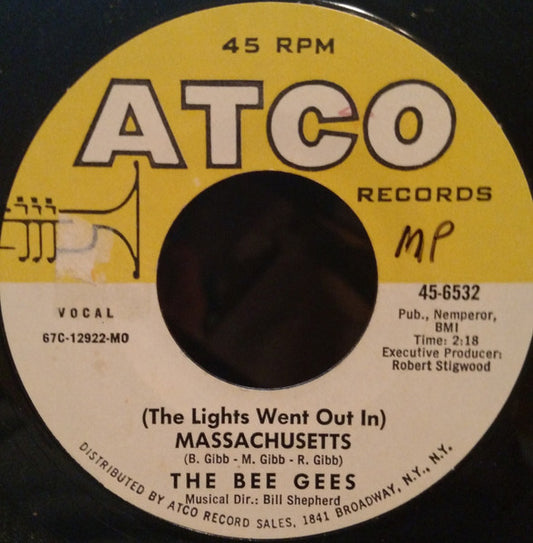 45 RPM
ATCO
RECORDS
MP
VOCAL
67C-12922-MO
45-6532
Pub., Nemperor,
BMI
Time: 2:18
Executive Producer:
Robert Stigwood
(The Lights Went Out In)
MASSACHUSETTS
(B. Gibb - M. Gibb - R. Gibb)
THE BEE GEES
Musical Dir.: Bill Shepherd
DISTRIBUTED BY ATCO RECORD SALES, 1841 BROADWAY, N.Y., N.Y.